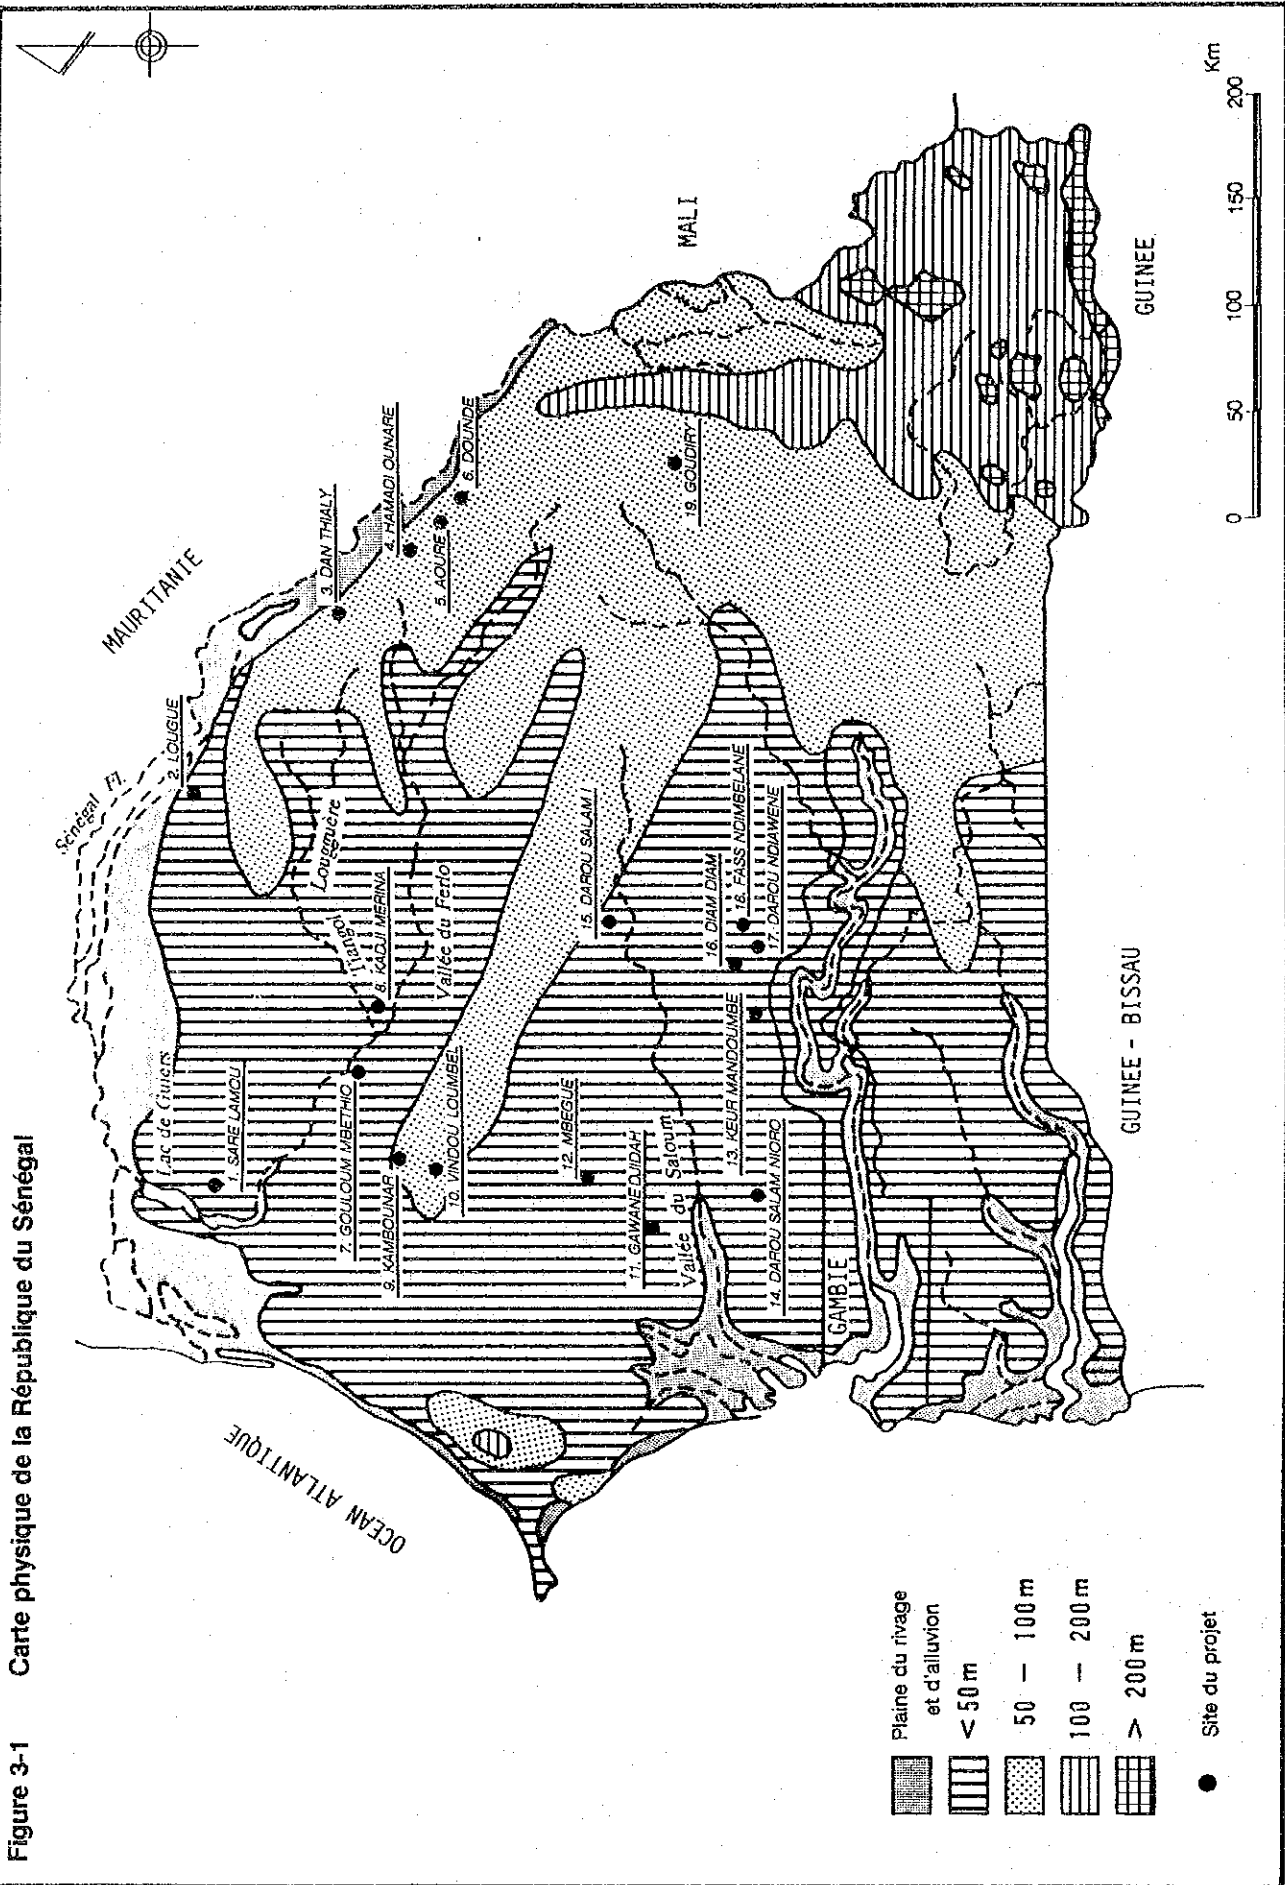 Figure 3-1 Carte physique de la République du Sénégal
MAURITANIE
OCEAN ATLANTIQUE
Sénégal Fl.
Lac de Guiers
1. SARE LAMOU
2. LOUGUE
3. DAN THIALY
4. HAMADI OUNARE
5. AOURE
6. DOUNDE
7. GOULOUM MBETHIO
8. KADJI MERINA
9. KAMBOUNAR
10. VINDOU LOUMBEL
11. GAWANE DJIDAH
12. MBEGUE
13. KEUR MANDOUMBE
14. DAROU SALAM NIORO
15. DAROU SALAM I
16. DIAM DIAM
17. DAROU NDIAWENE
18. FASS NDIMBELANE
19. GOUDIRY
Louguéré
Vallée du Ferlo
Vallée du Saloum
GAMBIE
MALI
GUINEE
GUINEE - BISSAU
Plaine du rivage
et d'alluvion
< 50m
50 - 100m
100 - 200m
> 200m
Site du projet
0 50 100 150 200
Km